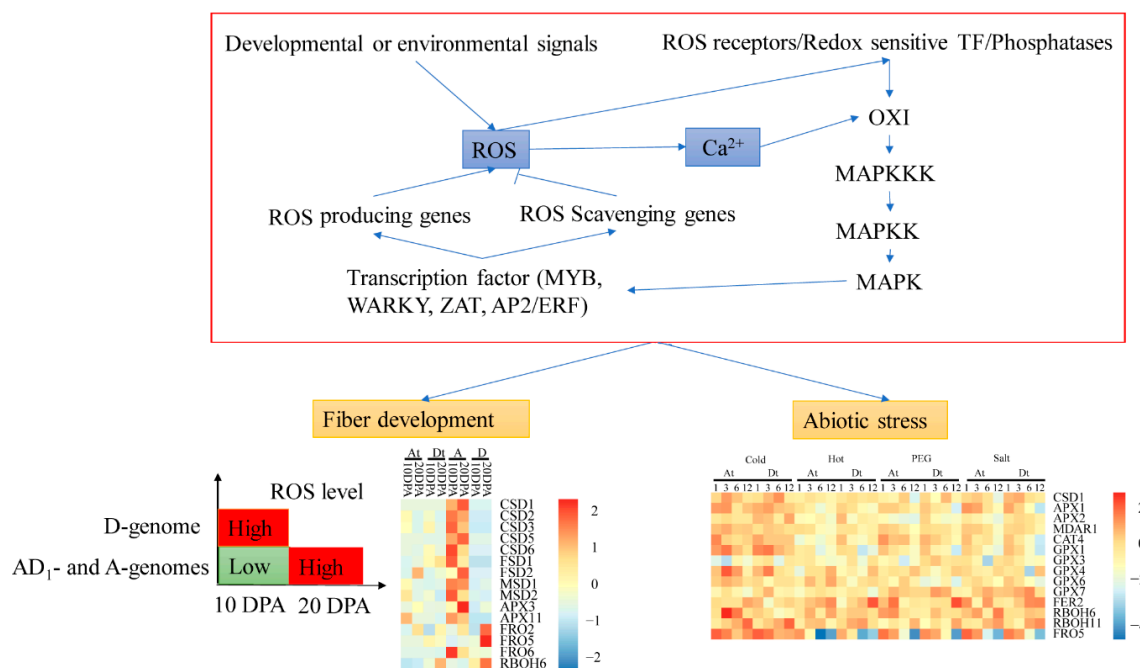 Developmental or environmental signals
ROS receptors/Redox sensitive TF/Phosphatases
OXI
ROS
Ca²⁺
MAPKKK
ROS producing genes
ROS Scavenging genes
MAPKK
Transcription factor (MYB,
WARKY, ZAT, AP2/ERF)
MAPK
Fiber development
Abiotic stress
ROS level
D-genome
High
AD₁- and A-genomes
Low
High
10 DPA
20 DPA
At Dt A D
10DPA 20DPA 10DPA 20DPA 10DPA 20DPA 10DPA 20DPA
CSD1
CSD2
CSD3
CSD5
CSD6
FSD1
FSD2
MSD1
MSD2
APX3
APX11
FRO2
FRO5
FRO6
RBOH6
2
1
0
−1
−2
Cold Hot PEG Salt
At Dt At Dt At Dt At Dt
1 3 6 12 1 3 6 12 1 3 6 12 1 3 6 12 1 3 6 12 1 3 6 12 1 3 6 12 1 3 6 12
CSD1
APX1
APX2
MDAR1
CAT4
GPX1
GPX3
GPX4
GPX6
GPX7
FER2
RBOH6
RBOH11
FRO5
0